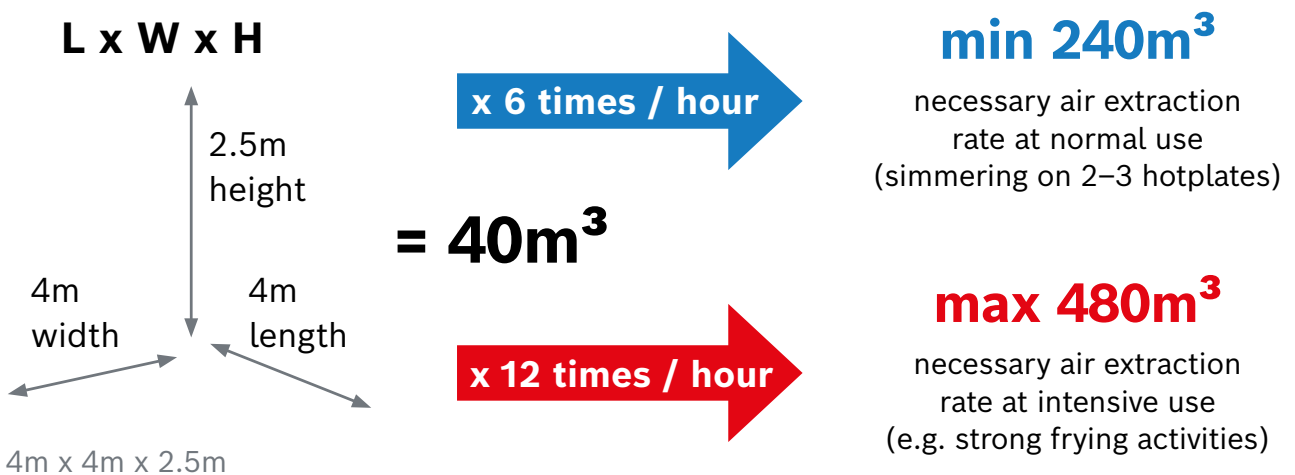 L x W x H
2.5m
height
4m
width
4m
length
4m x 4m x 2.5m
= 40m³
x 6 times / hour
min 240m³
necessary air extraction
rate at normal use
(simmering on 2–3 hotplates)
x 12 times / hour
max 480m³
necessary air extraction
rate at intensive use
(e.g. strong frying activities)